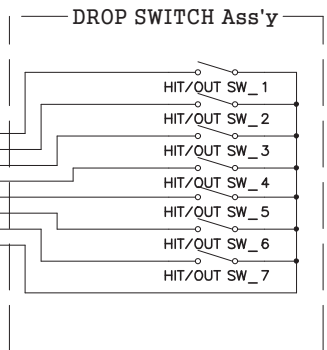 DROP SWITCH Ass'y
HIT/OUT SW_1
HIT/OUT SW_2
HIT/OUT SW_3
HIT/OUT SW_4
HIT/OUT SW_5
HIT/OUT SW_6
HIT/OUT SW_7